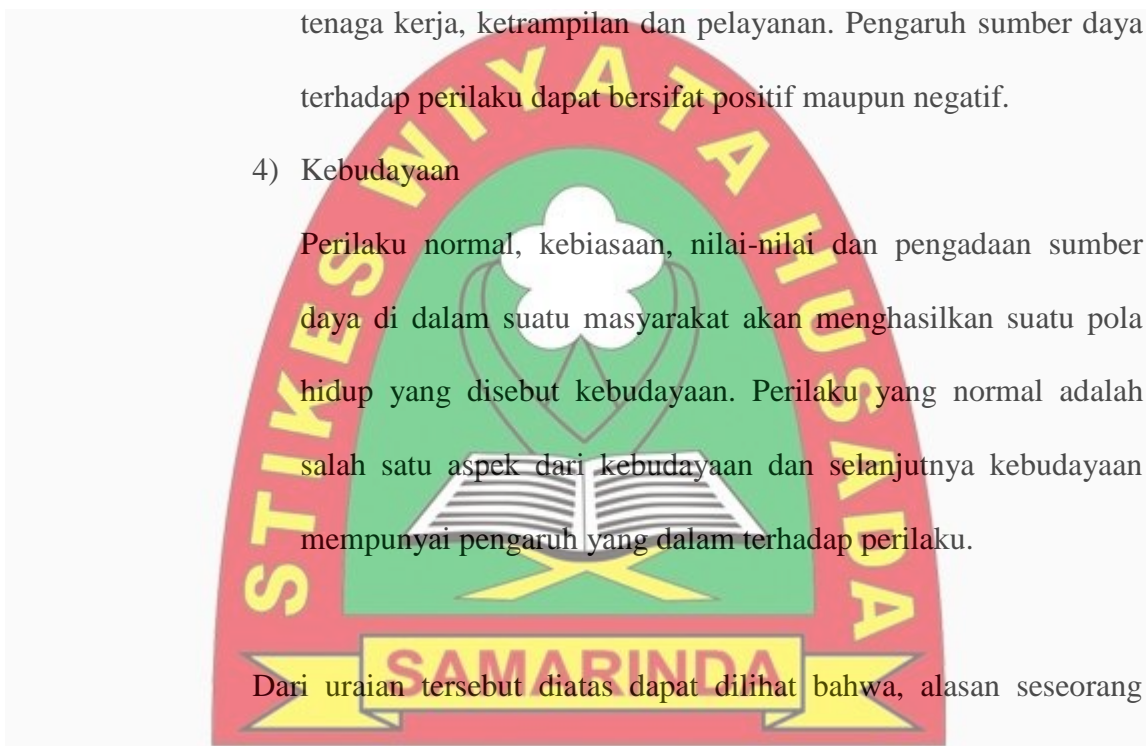 tenaga kerja, ketrampilan dan pelayanan. Pengaruh sumber daya
terhadap perilaku dapat bersifat positif maupun negatif.
4) Kebudayaan
Perilaku normal, kebiasaan, nilai-nilai dan pengadaan sumber
daya di dalam suatu masyarakat akan menghasilkan suatu pola
hidup yang disebut kebudayaan. Perilaku yang normal adalah
salah satu aspek dari kebudayaan dan selanjutnya kebudayaan
mempunyai pengaruh yang dalam terhadap perilaku.
Dari uraian tersebut diatas dapat dilihat bahwa, alasan seseorang
STIKES WIYATA HUSADA
SAMARINDA